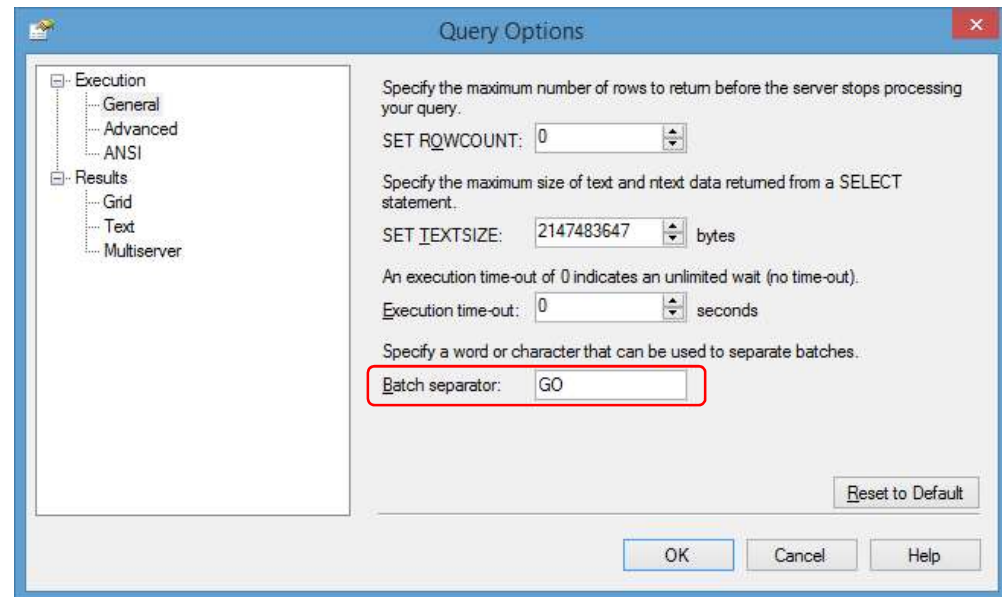 Query Options
Execution
General
Advanced
ANSI
Results
Grid
Text
Multiserver
Specify the maximum number of rows to return before the server stops processing
your query.
SET ROWCOUNT: 0
Specify the maximum size of text and ntext data returned from a SELECT
statement.
SET TEXTSIZE: 2147483647 bytes
An execution time-out of 0 indicates an unlimited wait (no time-out).
Execution time-out: 0 seconds
Specify a word or character that can be used to separate batches.
Batch separator: GO
Reset to Default
OK Cancel Help